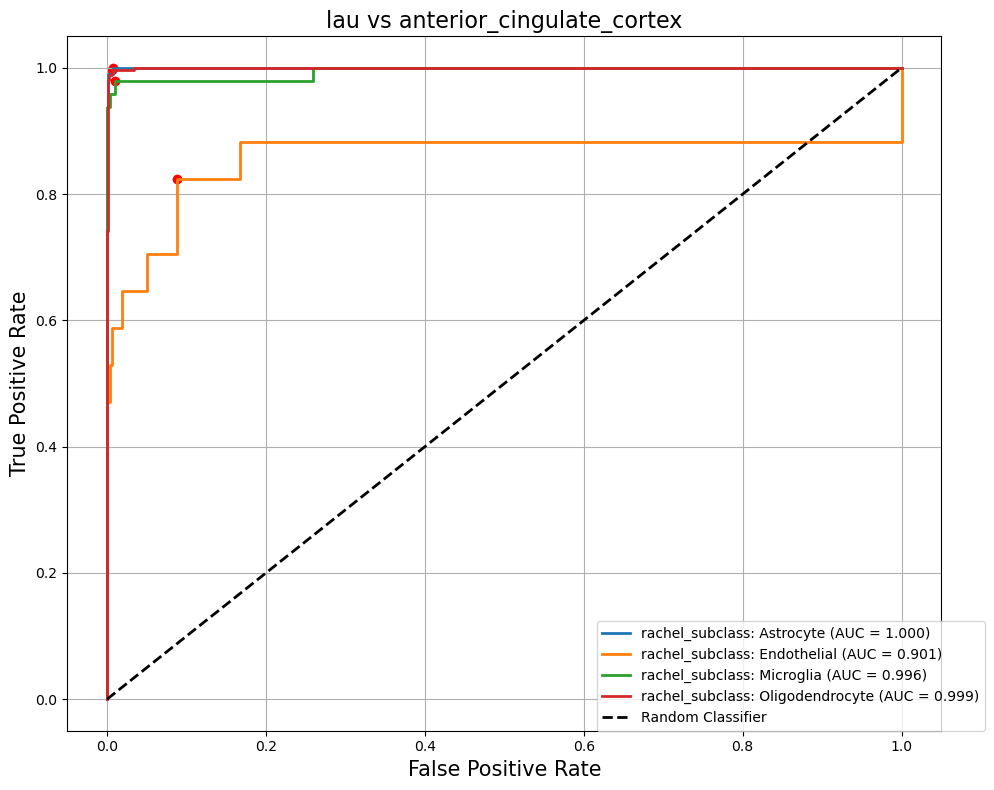 lau vs anterior_cingulate_cortex
True Positive Rate
1.0
0.8
0.6
0.4
0.2
0.0
rachel_subclass: Astrocyte (AUC = 1.000)
rachel_subclass: Endothelial (AUC = 0.901)
rachel_subclass: Microglia (AUC = 0.996)
rachel_subclass: Oligodendrocyte (AUC = 0.999)
Random Classifier
0.0 0.2 0.4 0.6 0.8 1.0
False Positive Rate